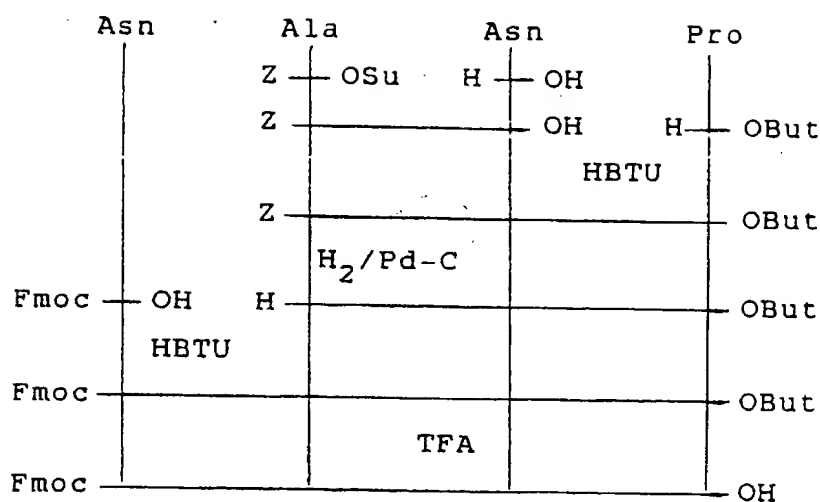 Asn Ala Asn Pro
Z OSu H OH
Z OH H OBut
HBTU
Z OBut
H₂/Pd-C
Fmoc OH H OBut
HBTU
Fmoc OBut
TFA
Fmoc OH